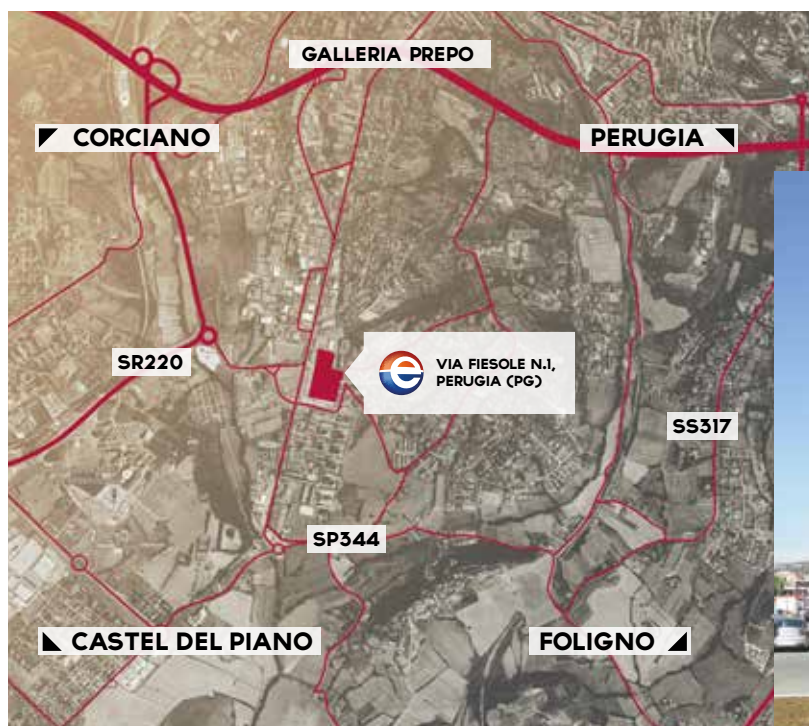 GALLERIA PREPO
CORCIANO
PERUGIA
SR220
VIA FIESOLE N.1,
PERUGIA (PG)
SS317
SP344
CASTEL DEL PIANO
FOLIGNO